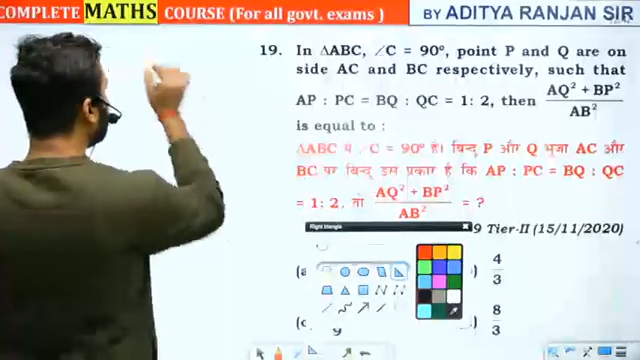 COMPLETE MATHS COURSE (For all govt. exams) BY ADITYA RANJAN SIR
19. In ∆ABC, ∠C = 90°, point P and Q are on
side AC and BC respectively, such that
AP : PC = BQ : QC = 1: 2, then (AQ² + BP²)/AB²
is equal to :
∆ABC में ∠C = 90° है। बिन्दु P और Q भुजा AC और
BC पर बिन्दु इस प्रकार है कि AP : PC = BQ : QC
= 1: 2, तो (AQ² + BP²)/AB² = ?
Right triangle
9 Tier-II (15/11/2020)
(a ) 4/3
(c ) 8/3